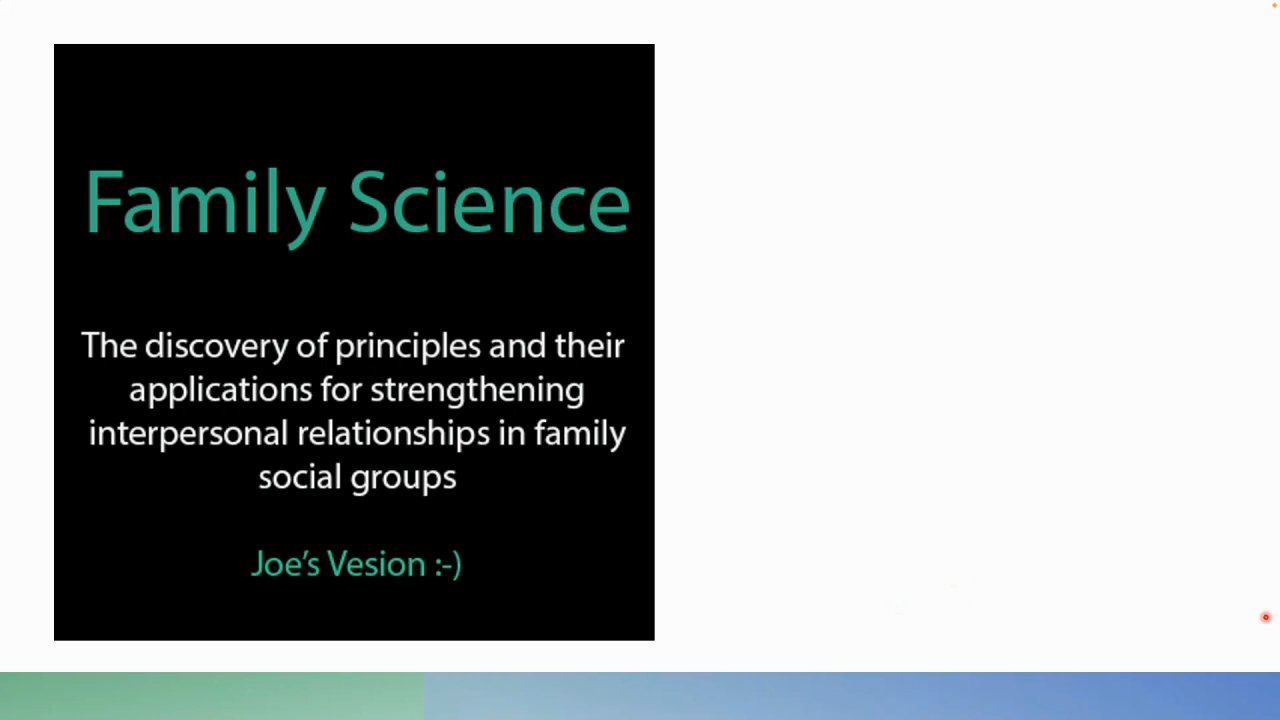 Family Science
The discovery of principles and their
applications for strengthening
interpersonal relationships in family
social groups
Joe’s Vesion :-)